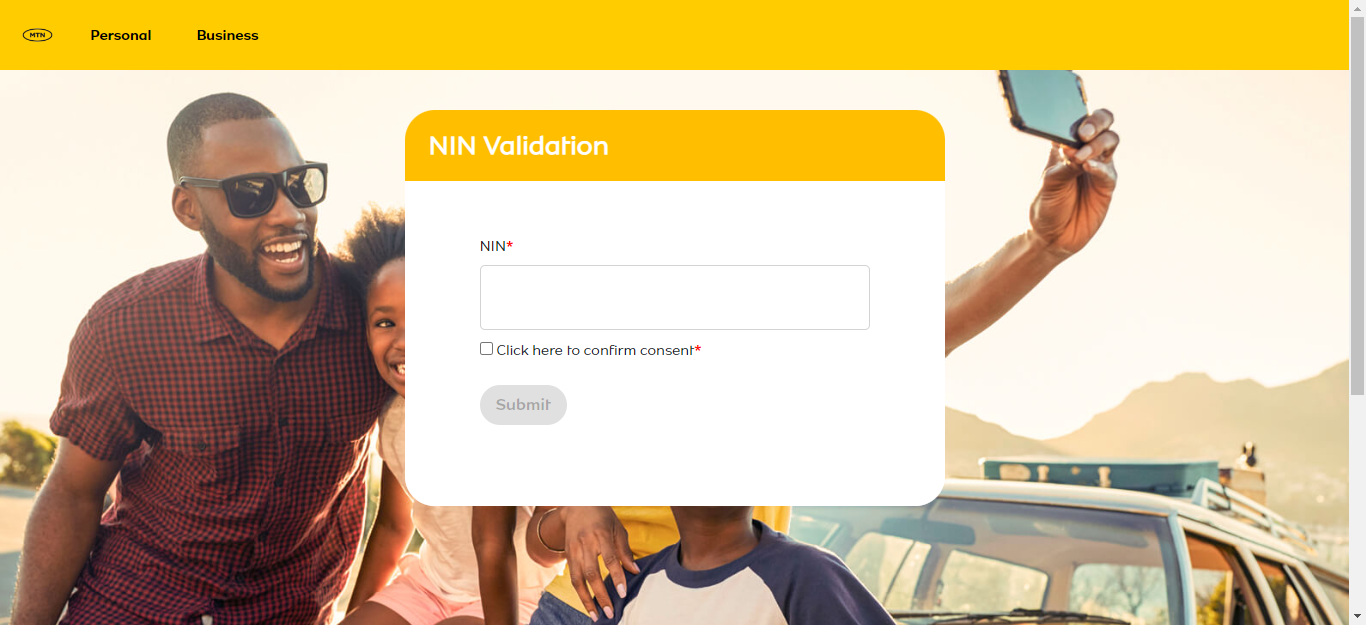 MTN
Personal
Business
NIN Validation
NIN*
Click here to confirm consent*
Submit